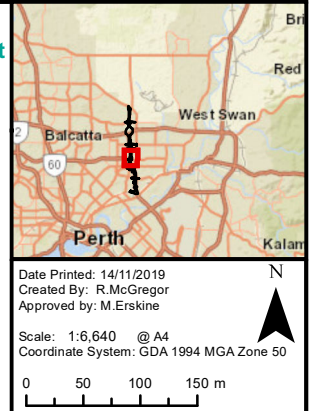 t
Bri
Red
West Swan
2
Balcatta
60
Perth
Kalam
Date Printed: 14/11/2019
Created By: R.McGregor
Approved by: M.Erskine
Scale: 1:6,640 @ A4
Coordinate System: GDA 1994 MGA Zone 50
N
0 50 100 150 m